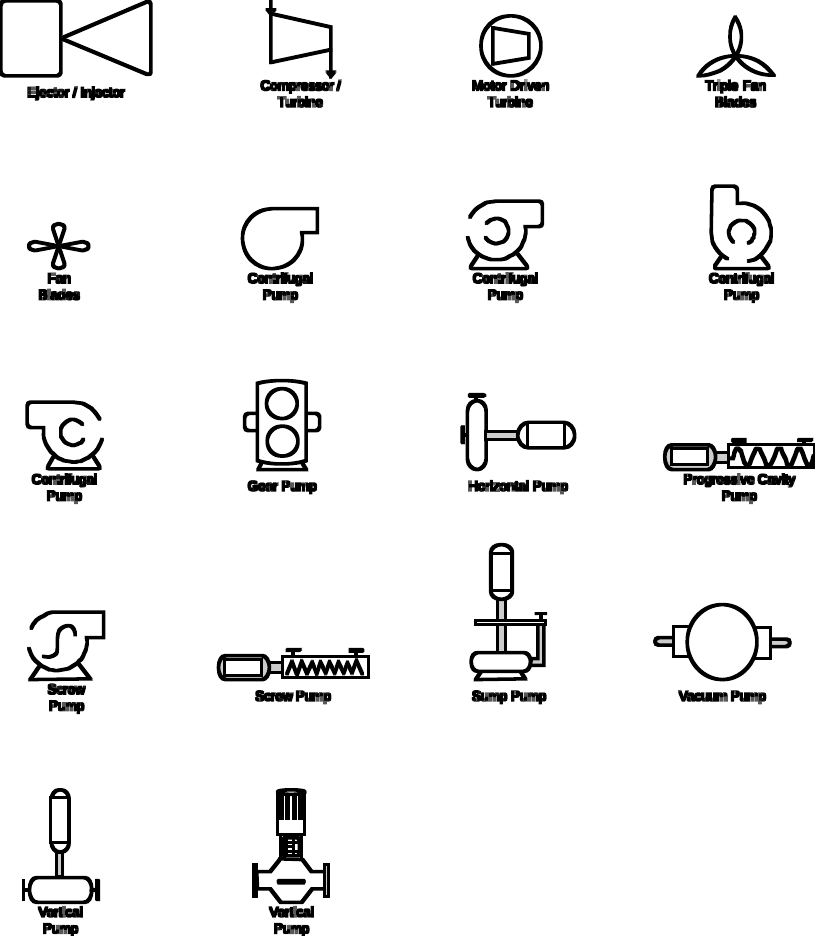 Ejector / Injector
Compressor /
Turbine
Motor Driven
Turbine
Triple Fan
Blades
Fan
Blades
Centrifugal
Pump
Centrifugal
Pump
Centrifugal
Pump
Centrifugal
Pump
Gear Pump
Horizontal Pump
Progressive Cavity
Pump
Screw
Pump
Screw Pump
Sump Pump
Vacuum Pump
Vertical
Pump
Vertical
Pump